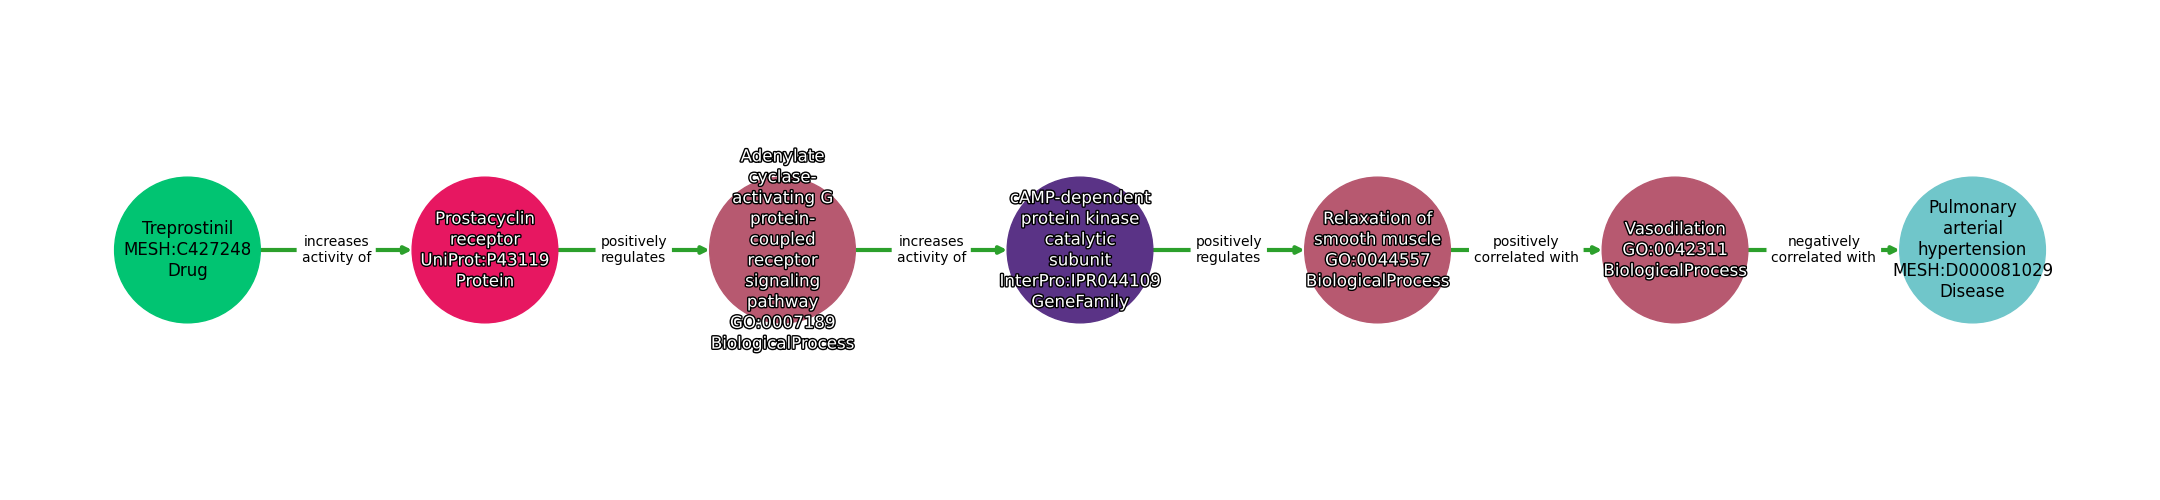 Treprostinil
MESH:C427248
Drug
increases
activity of
Prostacyclin
receptor
UniProt:P43119
Protein
positively
regulates
Adenylate
cyclase-
activating G
protein-
coupled
receptor
signaling
pathway
GO:0007189
BiologicalProcess
increases
activity of
cAMP-dependent
protein kinase
catalytic
subunit
InterPro:IPR044109
GeneFamily
positively
regulates
Relaxation of
smooth muscle
GO:0044557
BiologicalProcess
positively
correlated with
Vasodilation
GO:0042311
BiologicalProcess
negatively
correlated with
Pulmonary
arterial
hypertension
MESH:D000081029
Disease